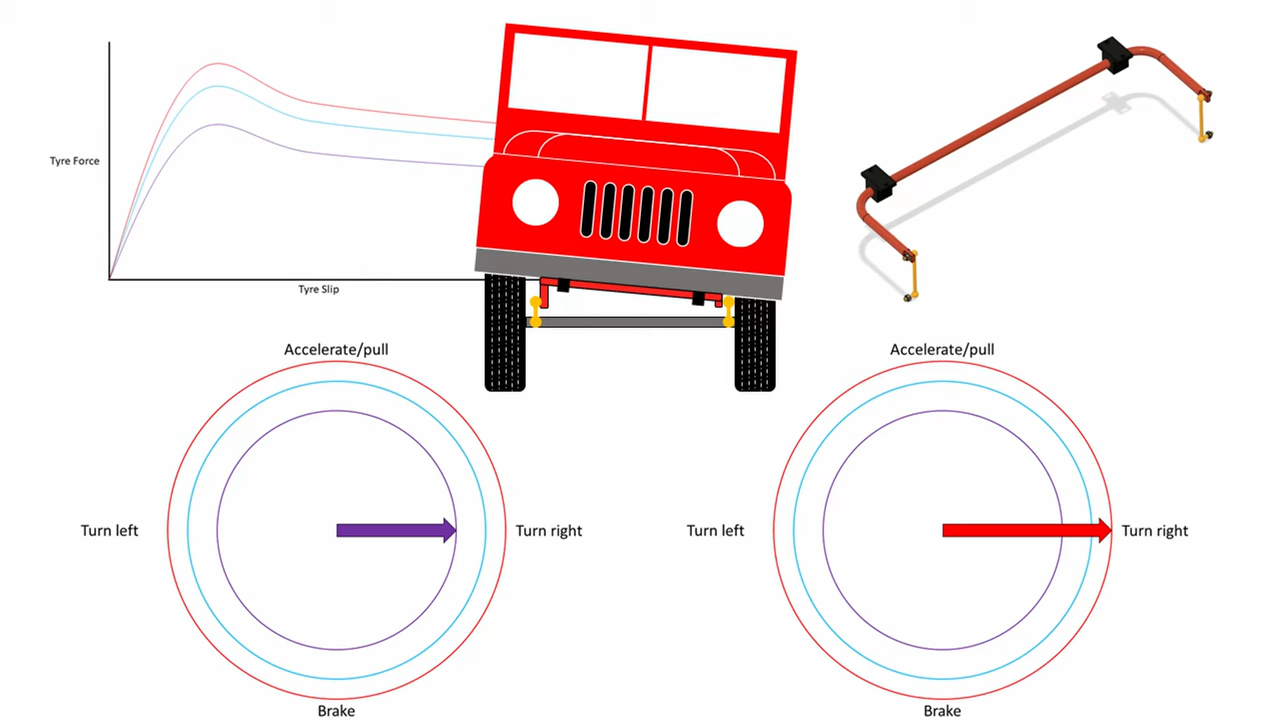 Tyre Force
Tyre Slip
Accelerate/pull
Turn left
Turn right
Brake
Accelerate/pull
Turn left
Turn right
Brake